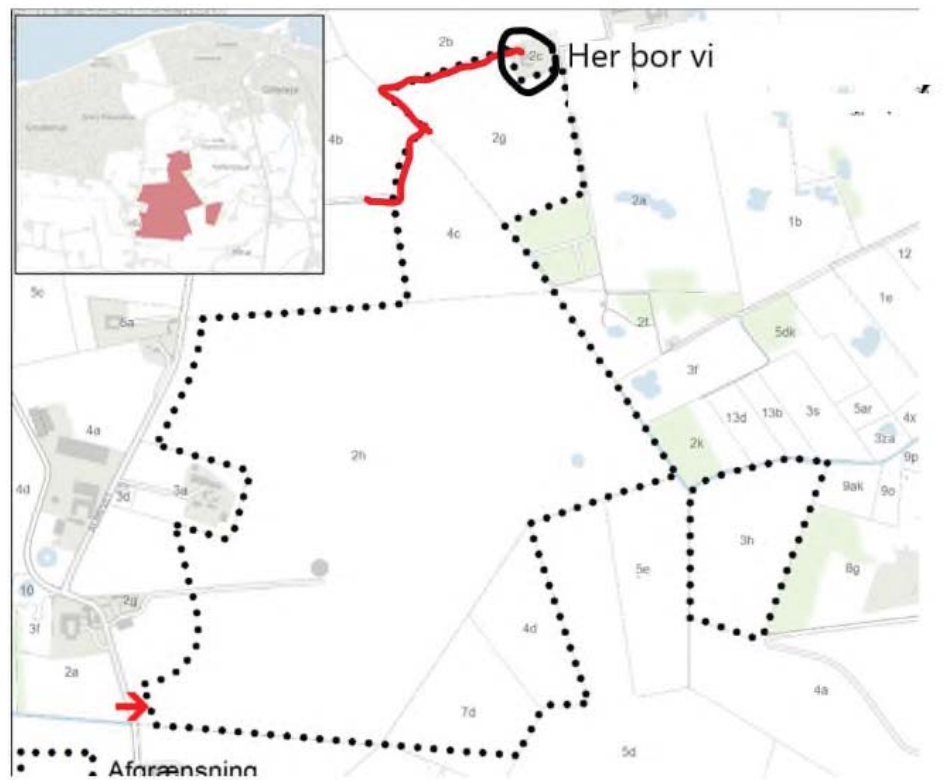 2b
2c
Her bor vi
4b
2g
2a
1b
4c
12
5c
1e
6a
2f
5dk
3f
4a
13d
13b
3s
5ar
4x
3za
2k
9p
2h
4d
3d
3a
9ak
9o
3h
5e
8g
10
2g
3f
4d
2a
4a
7d
5d
Afgrænsning